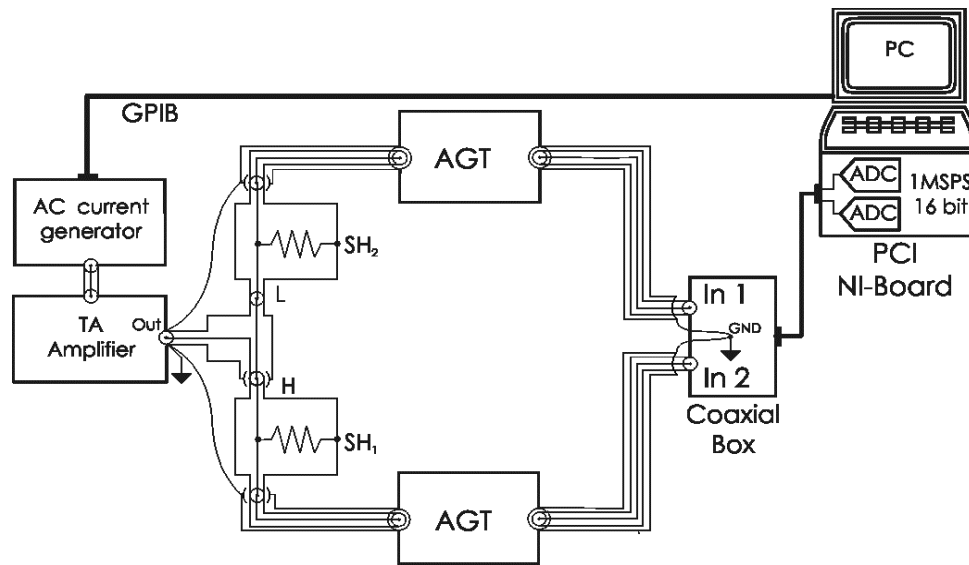 PC
GPIB
AGT
ADC
ADC
1MSPS
16 bit
PCI
NI-Board
AC current
generator
SH₂
L
In 1
GND
In 2
Coaxial
Box
Out
TA
Amplifier
H
SH₁
AGT